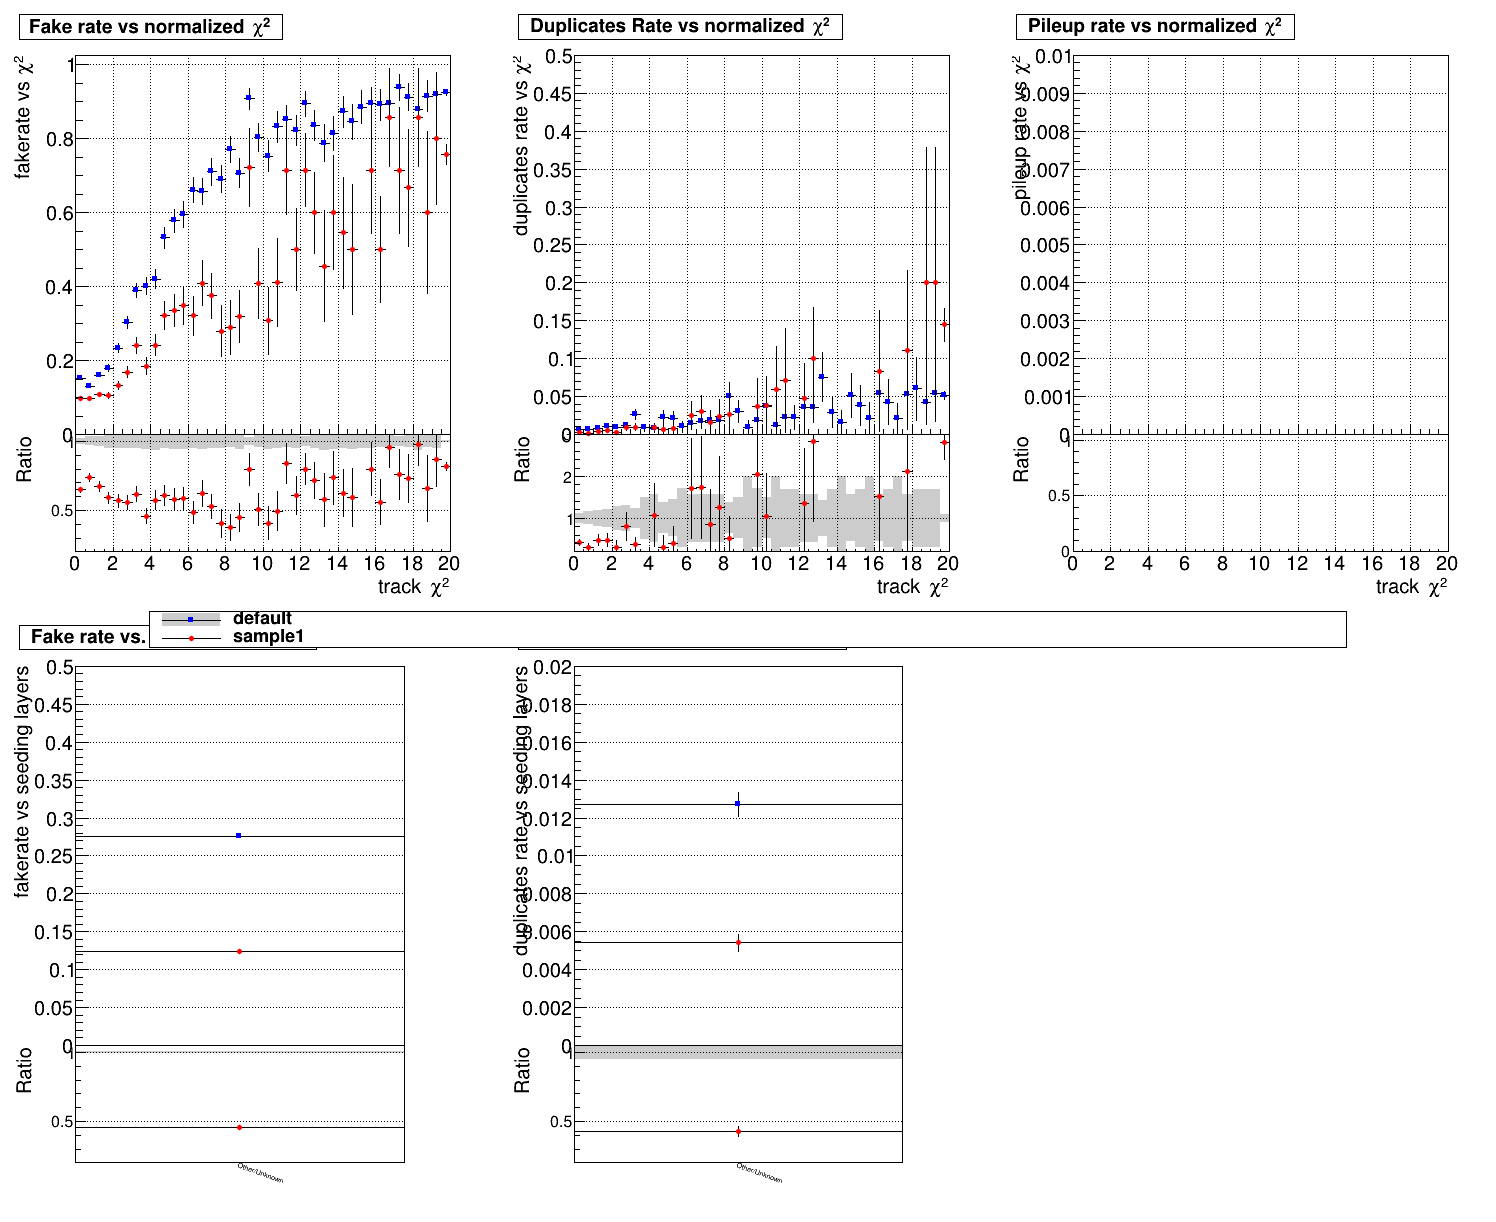 Fake rate vs normalized χ²
Duplicates Rate vs normalized χ²
Pileup rate vs normalized χ²
fakerate vs χ²
1
0.8
0.6
0.4
0.2
0
Ratio
0.5
0 2 4 6 8 10 12 14 16 18 20
track χ²
duplicates rate vs χ²
0.5
0.45
0.4
0.35
0.3
0.25
0.2
0.15
0.1
0.05
0
Ratio
2
1
0 2 4 6 8 10 12 14 16 18 20
track χ²
pileup rate vs χ²
0.01
0.009
0.008
0.007
0.006
0.005
0.004
0.003
0.002
0.001
0
Ratio
1
0.5
0
0 2 4 6 8 10 12 14 16 18 20
track χ²
default
sample1
Fake rate vs.
fakerate vs seeding layers
0.5
0.45
0.4
0.35
0.3
0.25
0.2
0.15
0.1
0.05
0
Ratio
1
0.5
Other/Unknown
duplicates rate vs seeding layers
0.02
0.018
0.016
0.014
0.012
0.01
0.008
0.006
0.004
0.002
0
Ratio
1
0.5
Other/Unknown